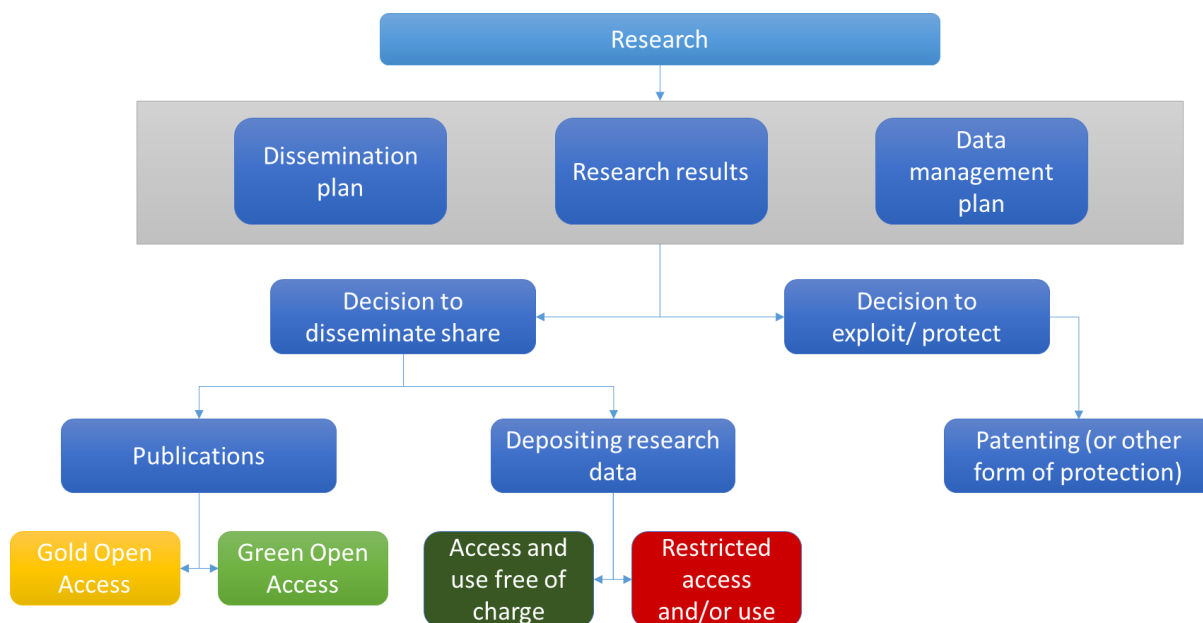 Research
Dissemination
plan
Research results
Data
management
plan
Decision to
disseminate share
Decision to
exploit/ protect
Publications
Depositing research
data
Patenting (or other
form of protection)
Gold Open
Access
Green Open
Access
Access and
use free of
charge
Restricted
access
and/or use